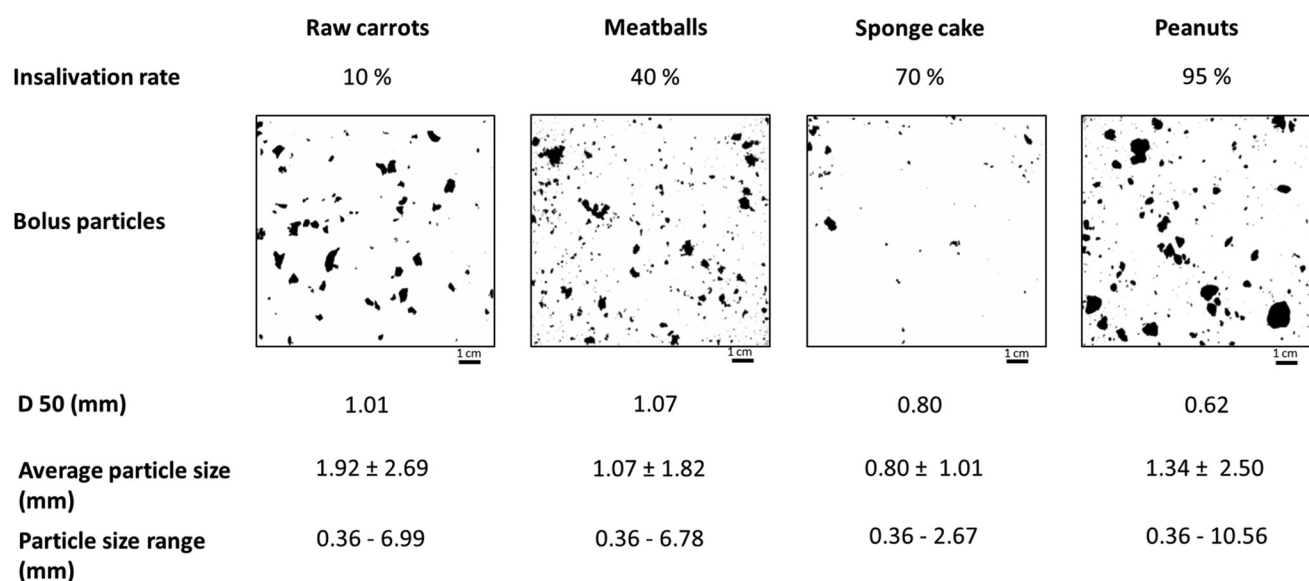 Raw carrots Meatballs Sponge cake Peanuts
Insalivation rate 10 % 40 % 70 % 95 %
Bolus particles
1 cm 1 cm 1 cm 1 cm
D 50 (mm) 1.01 1.07 0.80 0.62
Average particle size 1.92 ± 2.69 1.07 ± 1.82 0.80 ± 1.01 1.34 ± 2.50
(mm)
Particle size range 0.36 - 6.99 0.36 - 6.78 0.36 - 2.67 0.36 - 10.56
(mm)